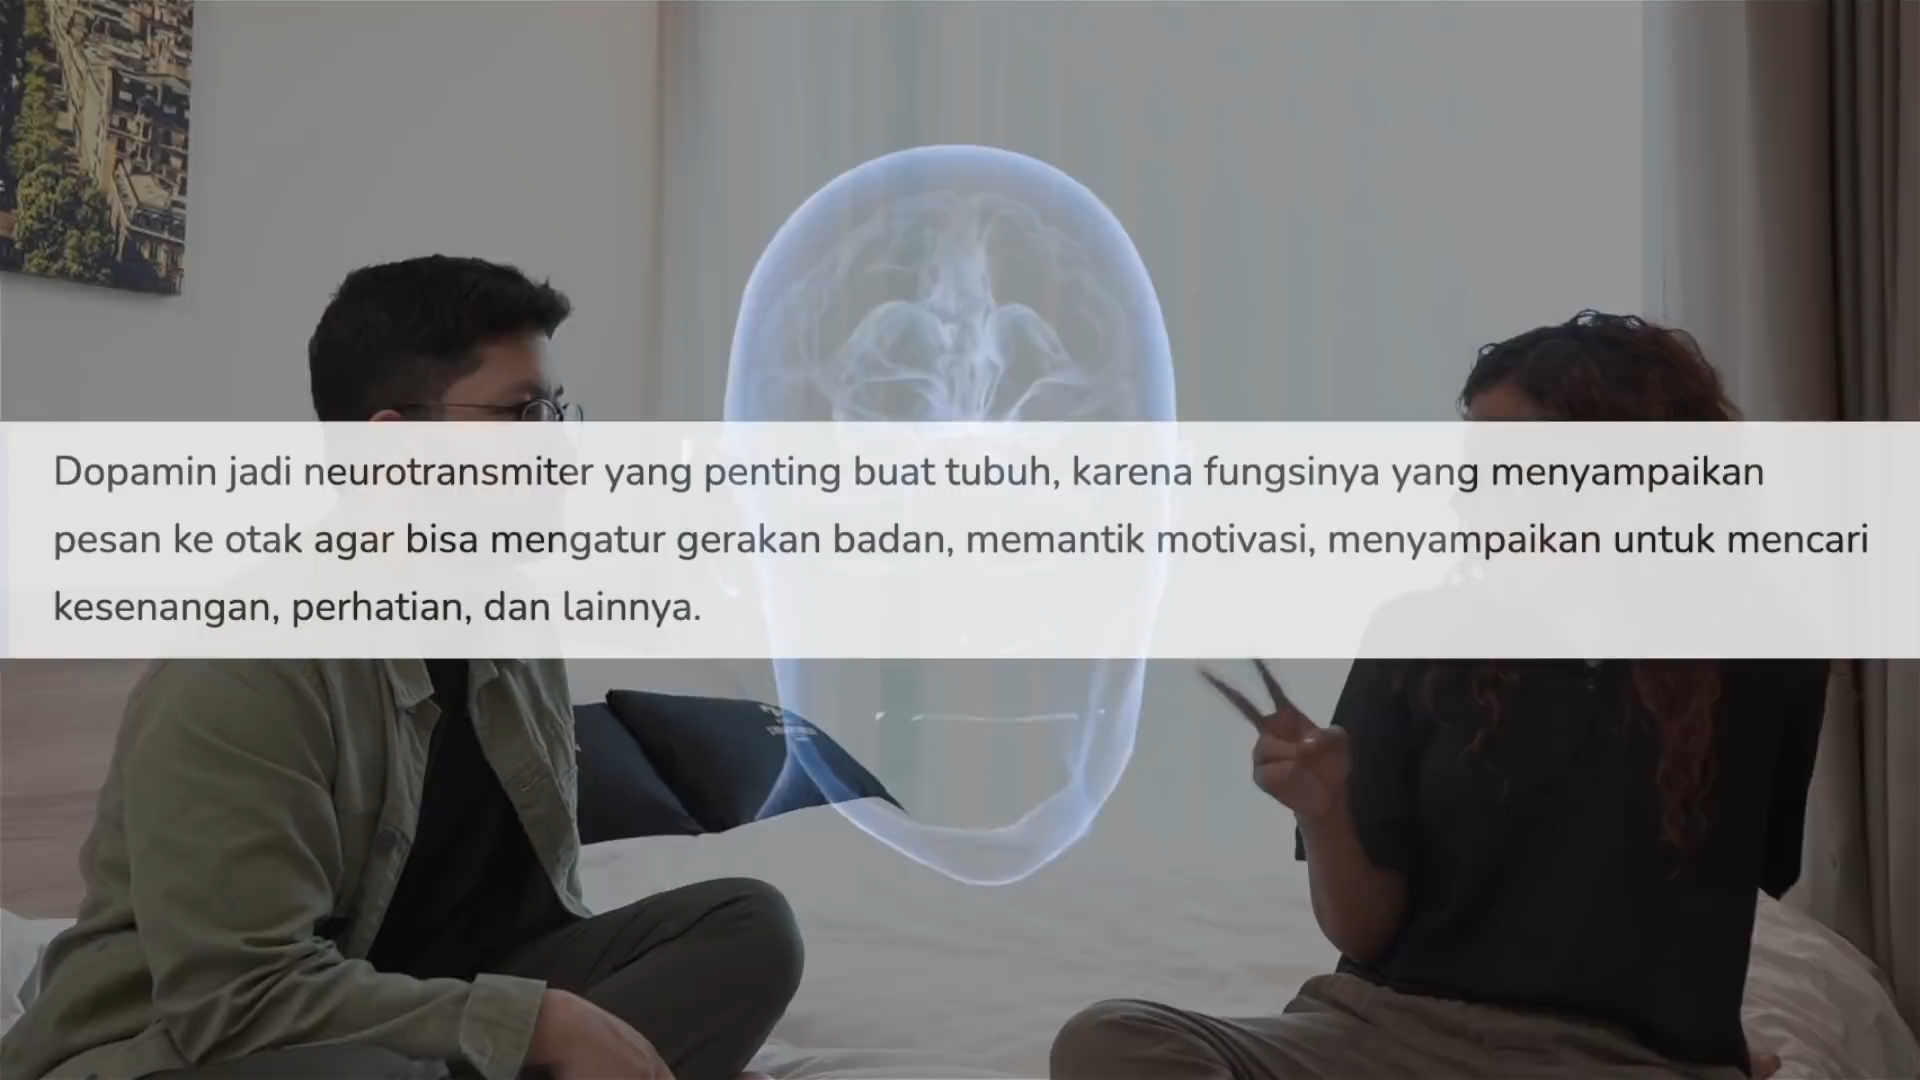 Dopamin jadi neurotransmiter yang penting buat tubuh, karena fungsinya yang menyampaikan
pesan ke otak agar bisa mengatur gerakan badan, memantik motivasi, menyampaikan untuk mencari
kesenangan, perhatian, dan lainnya.